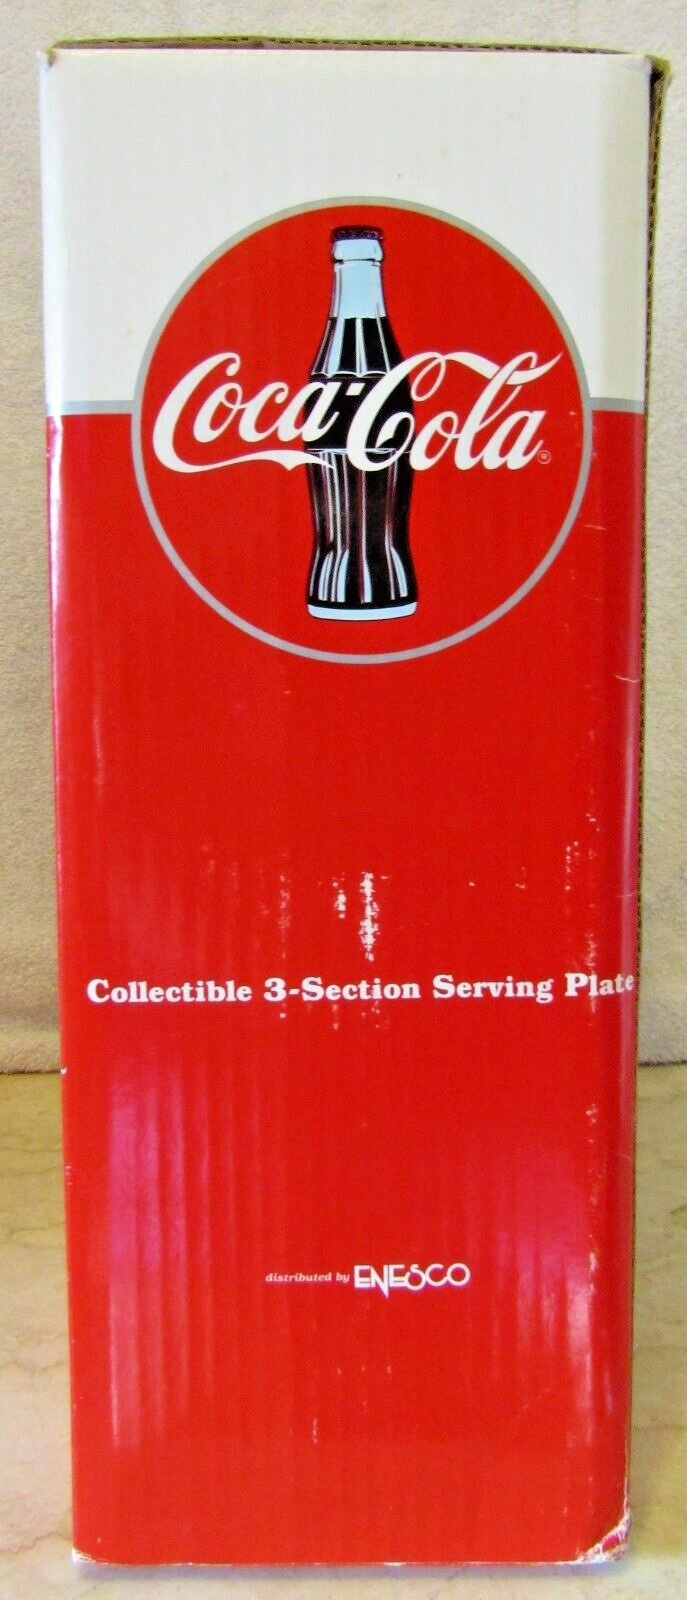 Coca-Cola®
Collectible 3-Section Serving Plate
distributed by ENESCO